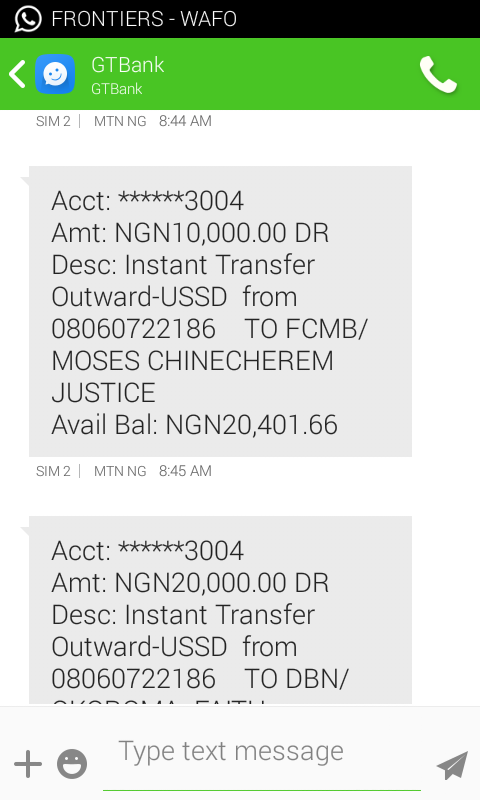 FRONTIERS - WAFO
GTBank
GTBank
SIM 2 | MTN NG 8:44 AM
Acct: ******3004
Amt: NGN10,000.00 DR
Desc: Instant Transfer
Outward-USSD from
08060722186 TO FCMB/
MOSES CHINECHEREM
JUSTICE
Avail Bal: NGN20,401.66
SIM 2 | MTN NG 8:45 AM
Acct: ******3004
Amt: NGN20,000.00 DR
Desc: Instant Transfer
Outward-USSD from
08060722186 TO DBN/
Type text message